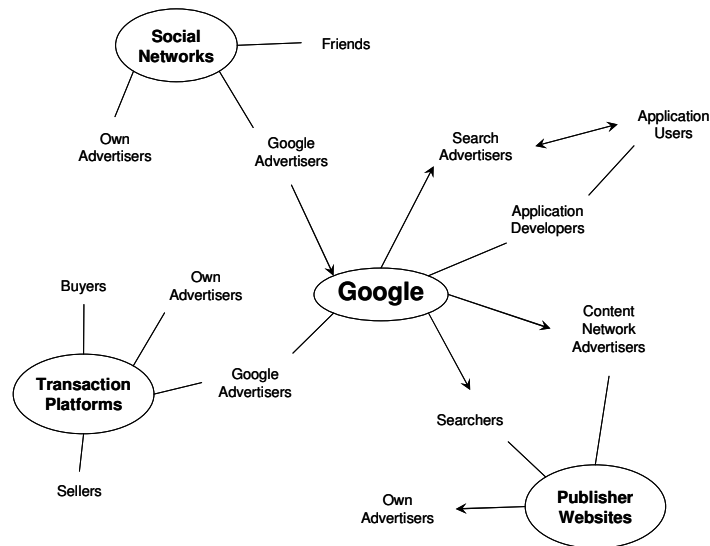 Social
Networks
Friends
Own
Advertisers
Google
Advertisers
Search
Advertisers
Application
Users
Application
Developers
Google
Buyers
Own
Advertisers
Content
Network
Advertisers
Transaction
Platforms
Google
Advertisers
Searchers
Sellers
Own
Advertisers
Publisher
Websites